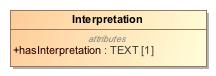 Interpretation
attributes
+hasInterpretation : TEXT [1]